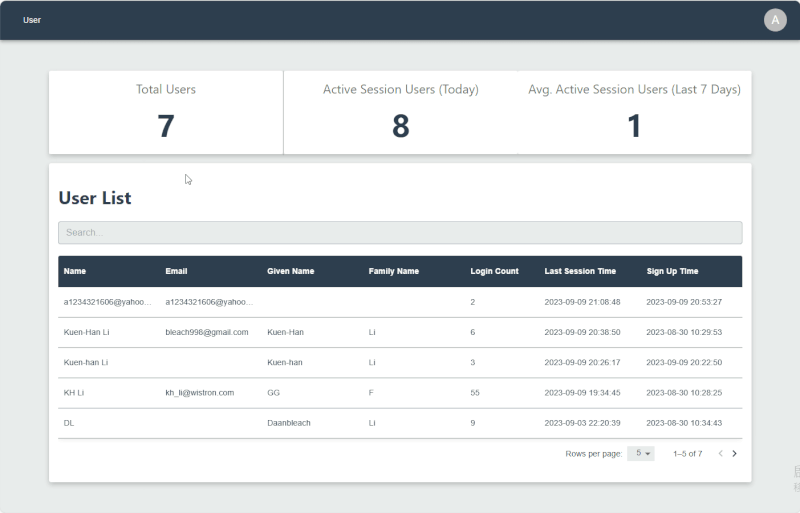 User
A
Total Users
Active Session Users (Today)
Avg. Active Session Users (Last 7 Days)
7
8
1
User List
Search...
Name Email Given Name Family Name Login Count Last Session Time Sign Up Time
a1234321606@yahoo... a1234321606@yahoo... 2 2023-09-09 21:08:48 2023-09-09 20:53:27
Kuen-Han Li bleach998@gmail.com Kuen-Han Li 6 2023-09-09 20:38:50 2023-08-30 10:29:53
Kuen-han Li Kuen-han Li 3 2023-09-09 20:26:17 2023-09-09 20:22:50
KH Li kh_li@wistron.com GG F 55 2023-09-09 19:34:45 2023-08-30 10:28:25
DL Daanbleach Li 9 2023-09-03 22:20:39 2023-08-30 10:34:43
Rows per page: 5 1–5 of 7